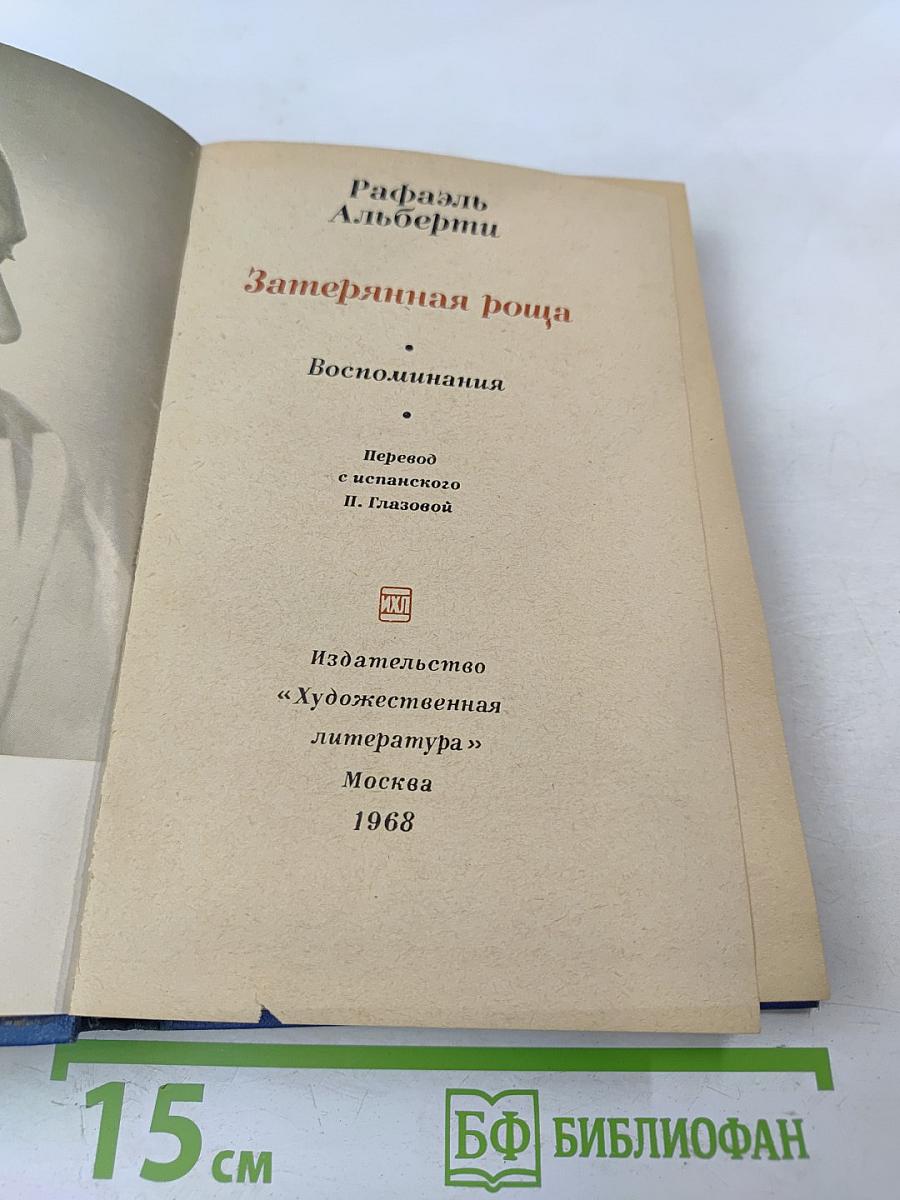 Рафаэль
Альберти
Затерянная роща
•
Воспоминания
•
Перевод
с испанского
П. Глазовой
ИХЛ
Издательство
«Художественная
литература»
Москва
1968
15 см
БФ БИБЛИОФАН